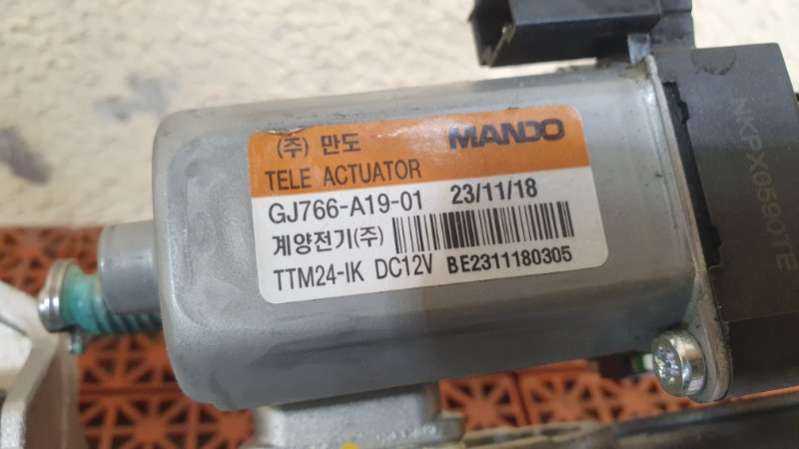 (주) 만도 MANDO
TELE ACTUATOR
GJ766-A19-01 23/11/18
계양전기(주)
TTM24-IK DC12V BE2311180305
NKPX0590TE